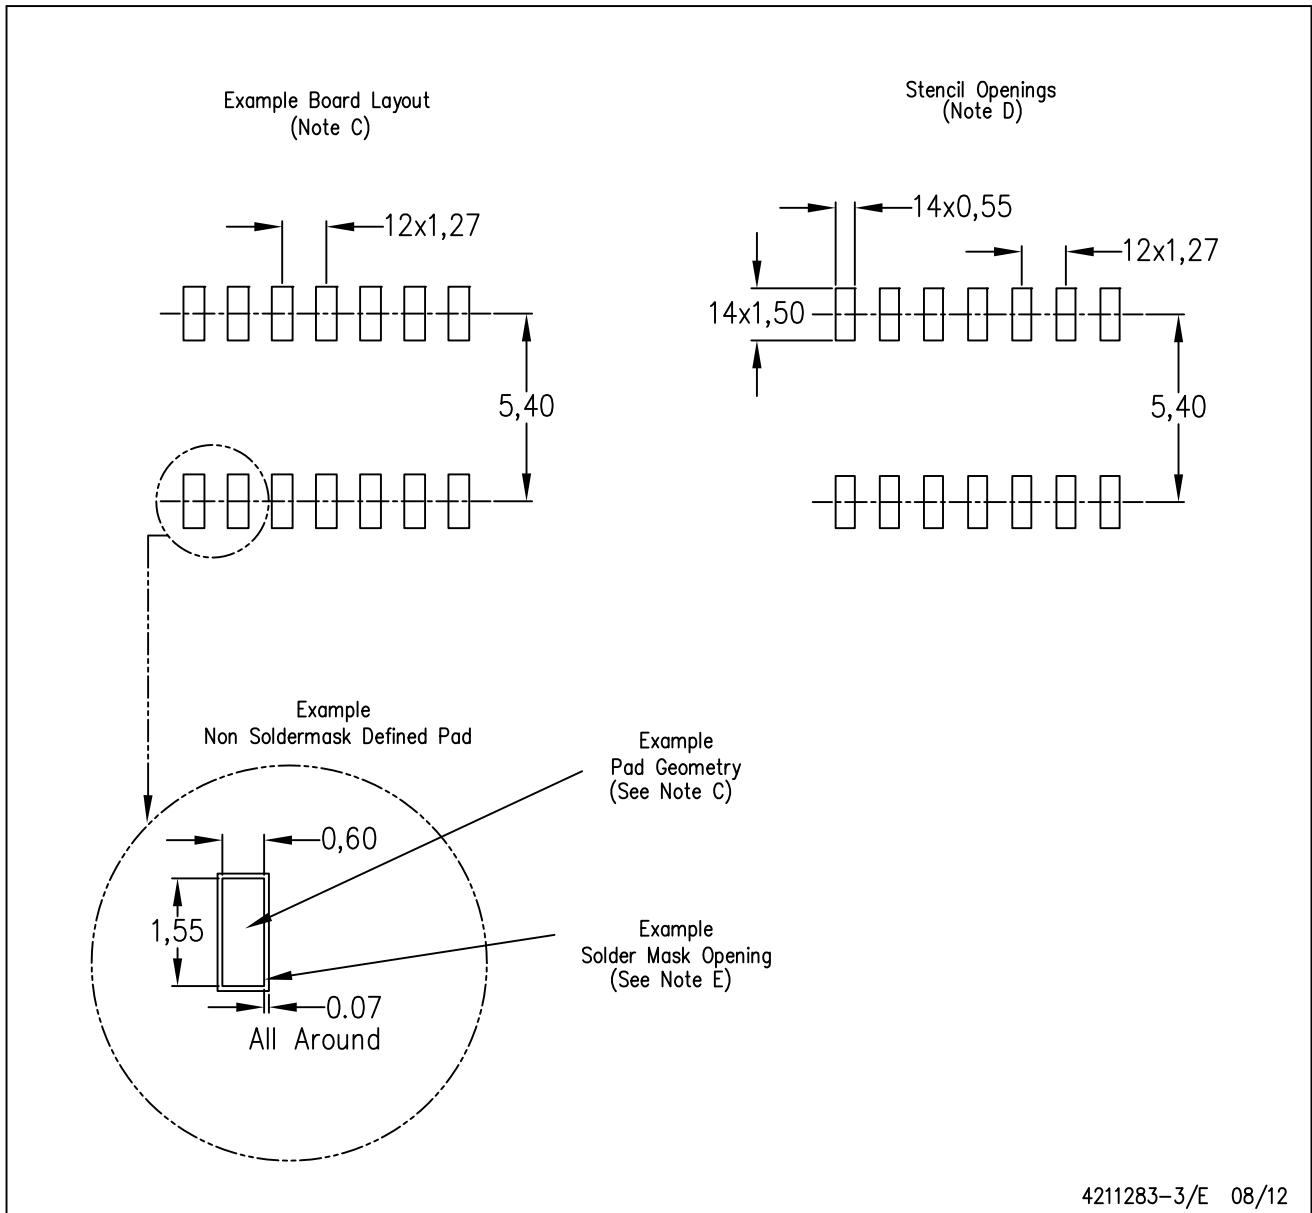 Example Board Layout
(Note C)
Stencil Openings
(Note D)
12x1,27
5,40
14x0,55
12x1,27
14x1,50
5,40
Example
Non Soldermask Defined Pad
Example
Pad Geometry
(See Note C)
0,60
1,55
Example
Solder Mask Opening
(See Note E)
0.07
All Around
4211283-3/E 08/12